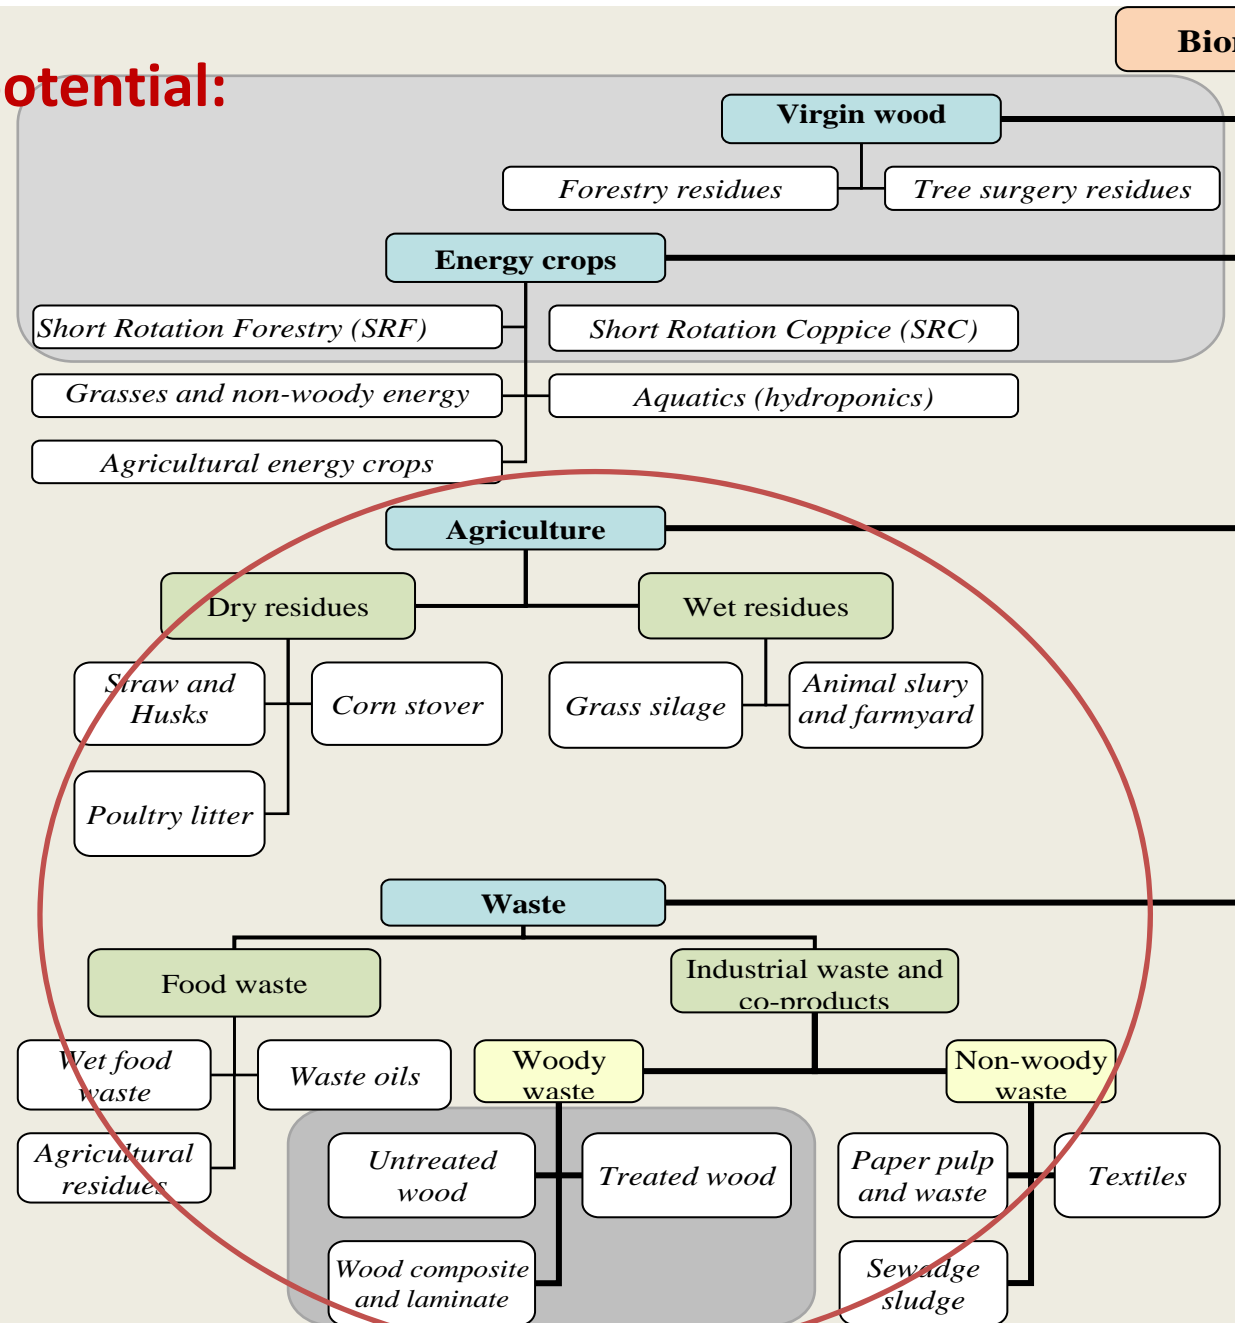 otential:
Virgin wood
Forestry residues
Tree surgery residues
Energy crops
Short Rotation Forestry (SRF)
Short Rotation Coppice (SRC)
Grasses and non-woody energy
Aquatics (hydroponics)
Agricultural energy crops
Agriculture
Dry residues
Wet residues
Straw and
Husks
Corn stover
Grass silage
Animal slury
and farmyard
Poultry litter
Waste
Food waste
Industrial waste and
co-products
Wet food
waste
Waste oils
Woody
waste
Non-woody
waste
Agricultural
residues
Untreated
wood
Treated wood
Paper pulp
and waste
Textiles
Wood composite
and laminate
Sewadge
sludge